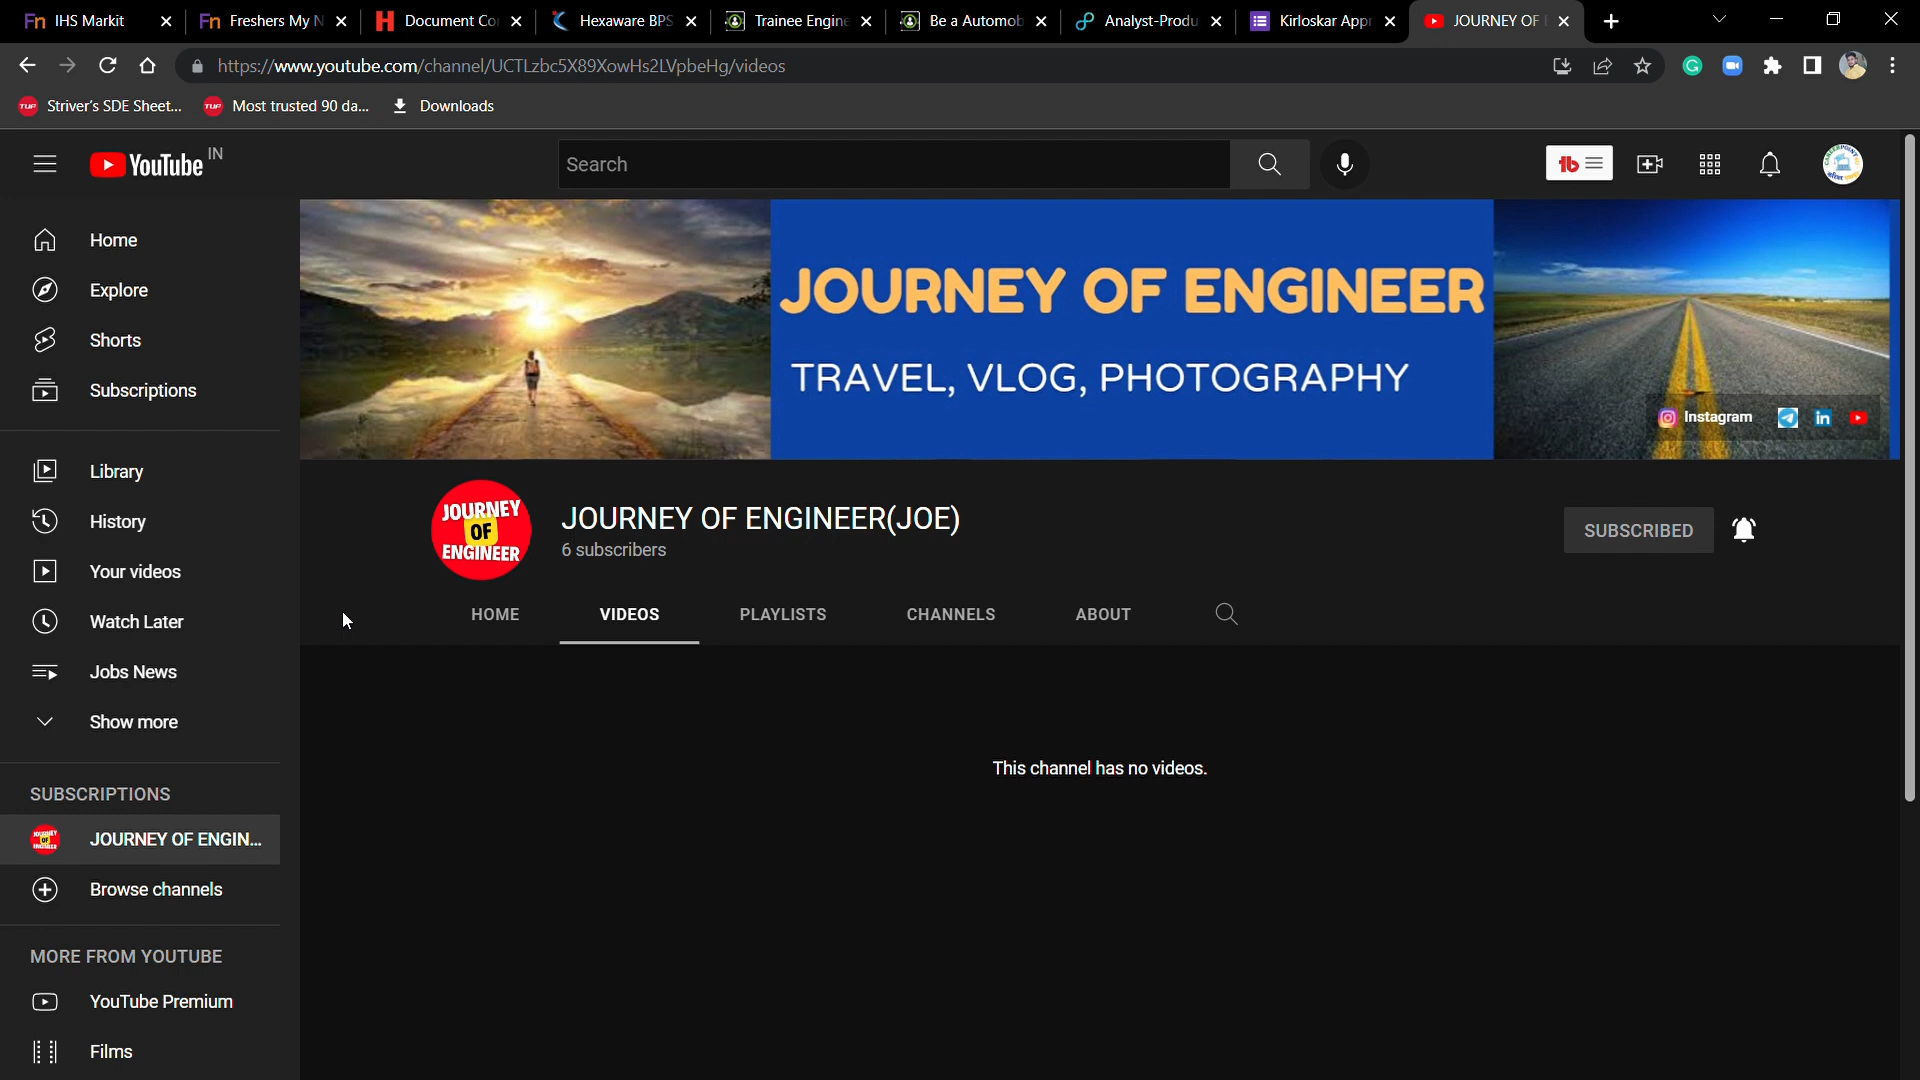 IHS Markit
Freshers My N
Document Co
Hexaware BPS
Trainee Engine
Be a Automob
Analyst-Produ
Kirloskar Appr
JOURNEY OF
https://www.youtube.com/channel/UCTLzbc5X89XowHs2LVpbeHg/videos
Striver's SDE Sheet...
Most trusted 90 da...
Downloads
YouTube IN
Search
Home
Explore
Shorts
Subscriptions
Library
History
Your videos
Watch Later
Jobs News
Show more
SUBSCRIPTIONS
JOURNEY OF ENGIN...
Browse channels
MORE FROM YOUTUBE
YouTube Premium
Films
JOURNEY OF ENGINEER
TRAVEL, VLOG, PHOTOGRAPHY
Instagram
JOURNEY
OF
ENGINEER
JOURNEY OF ENGINEER(JOE)
6 subscribers
SUBSCRIBED
HOME
VIDEOS
PLAYLISTS
CHANNELS
ABOUT
This channel has no videos.